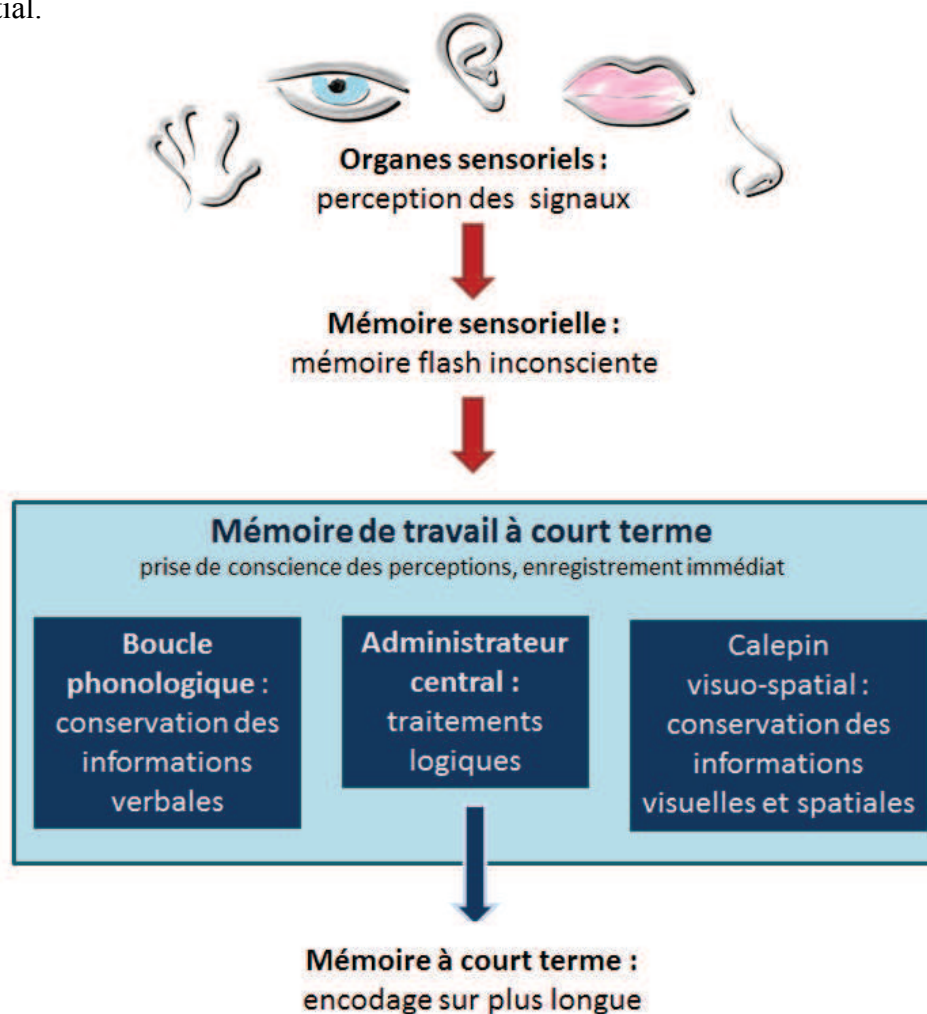 tial.
Organes sensoriels :
perception des signaux
Mémoire sensorielle :
mémoire flash inconsciente
Mémoire de travail à court terme
prise de conscience des perceptions, enregistrement immédiat
Boucle
phonologique :
conservation des
informations
verbales
Administrateur
central :
traitements
logiques
Calepin
visuo-spatial :
conservation des
informations
visuelles et spatiales
Mémoire à court terme :
encodage sur plus longue